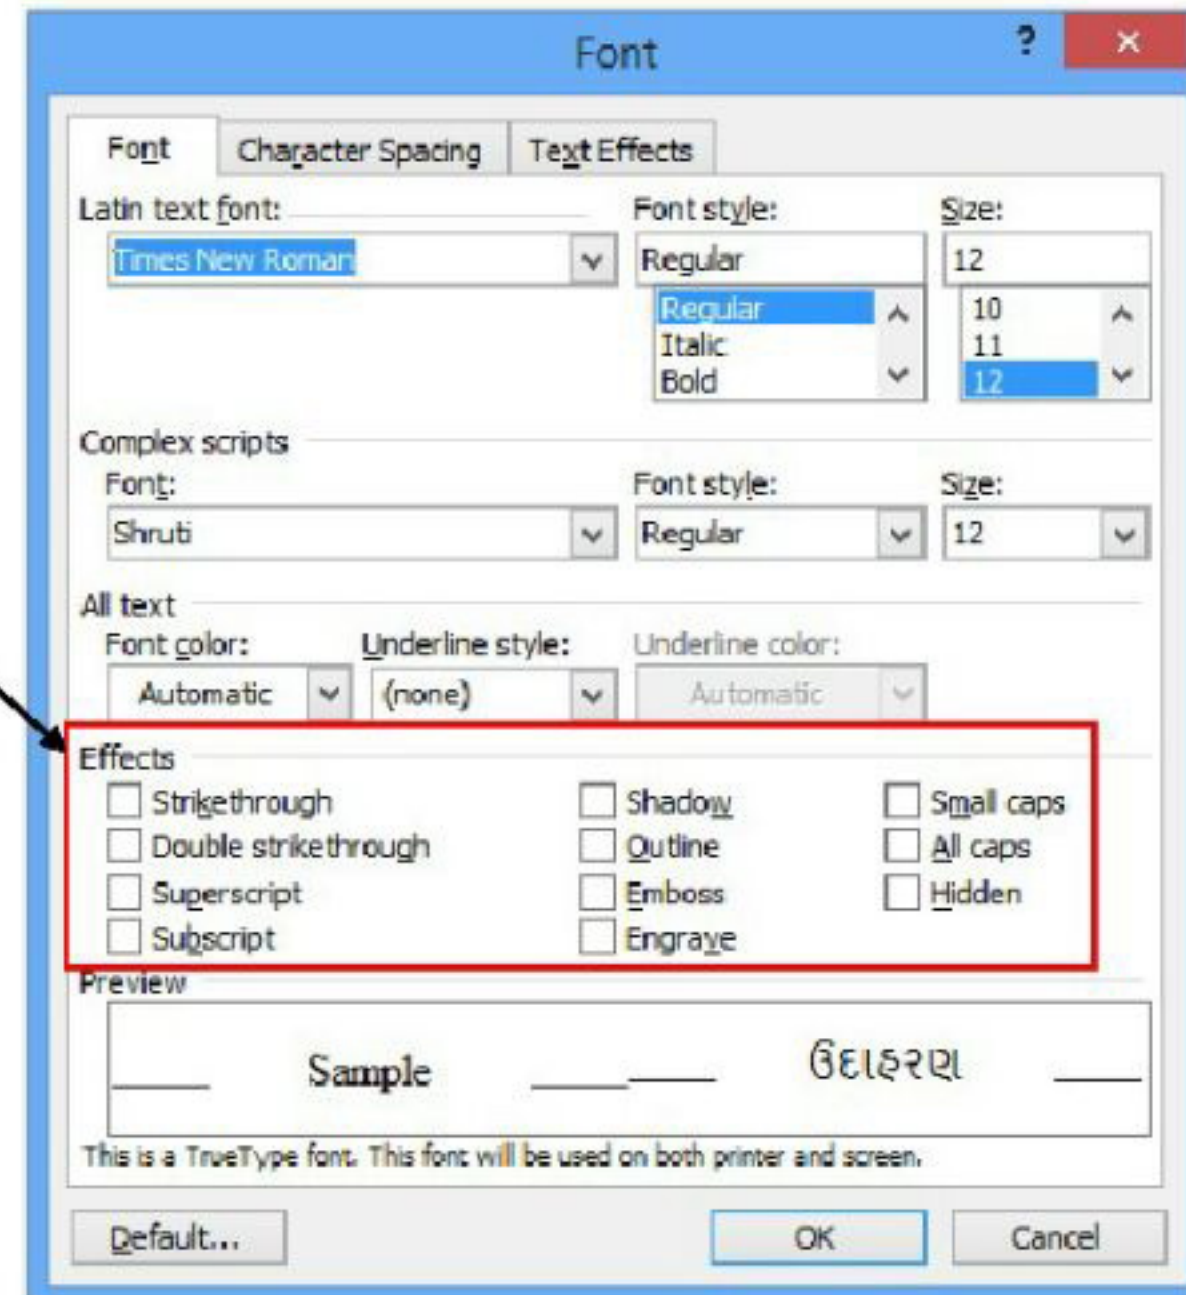 Font ? ×
Font Character Spacing Text Effects
Latin text font: Font style: Size:
Times New Roman Regular 12
Regular 10
Italic 11
Bold 12
Complex scripts
Font: Font style: Size:
Shruti Regular 12
All text
Font color: Underline style: Underline color:
Automatic (none) Automatic
Effects
Strikethrough Shadow Small caps
Double strikethrough Outline All caps
Superscript Emboss Hidden
Subscript Engrave
Preview
Sample ઉદાહરણ
This is a TrueType font. This font will be used on both printer and screen.
Default... OK Cancel